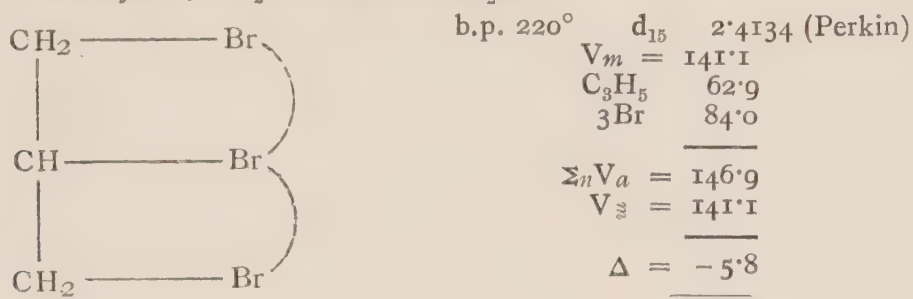 b.p. 220° d₁₅ 2·4134 (Perkin)
CH₂ Br
Vm = 141·1
C₃H₅ 62·9
3Br 84·0
CH Br
ΣnVa = 146·9
V = 141·1
Δ = −5·8
CH₂ Br